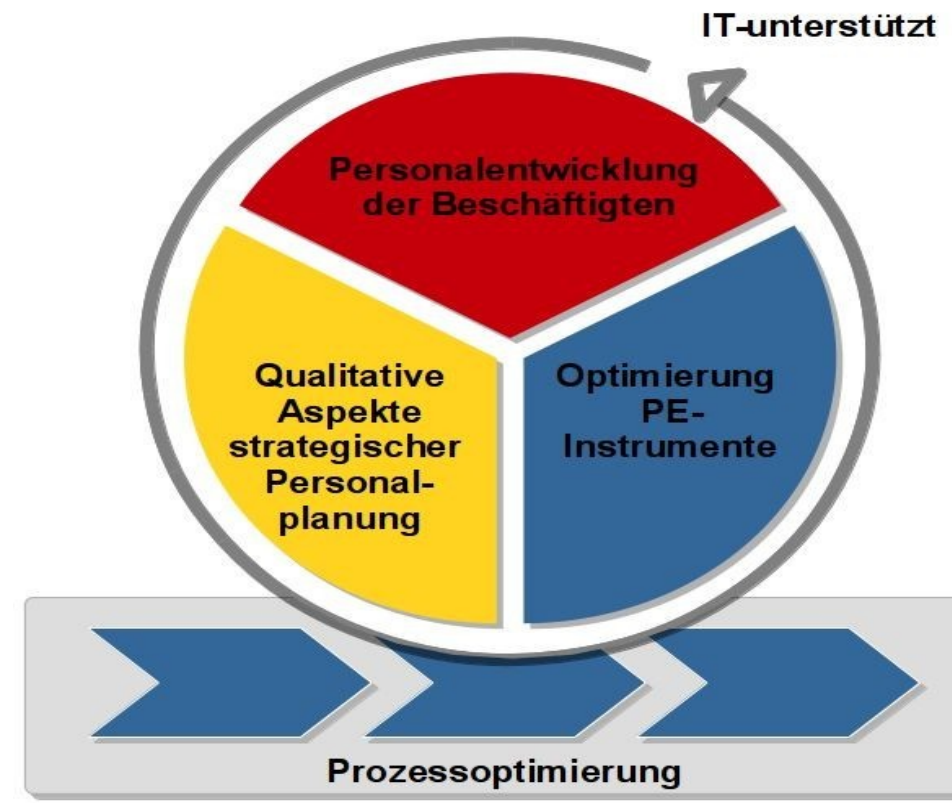 IT-unterstützt
Personalentwicklung
der Beschäftigten
Qualitative
Aspekte
strategischer
Personal-
planung
Optimierung
PE-
Instrumente
Prozessoptimierung